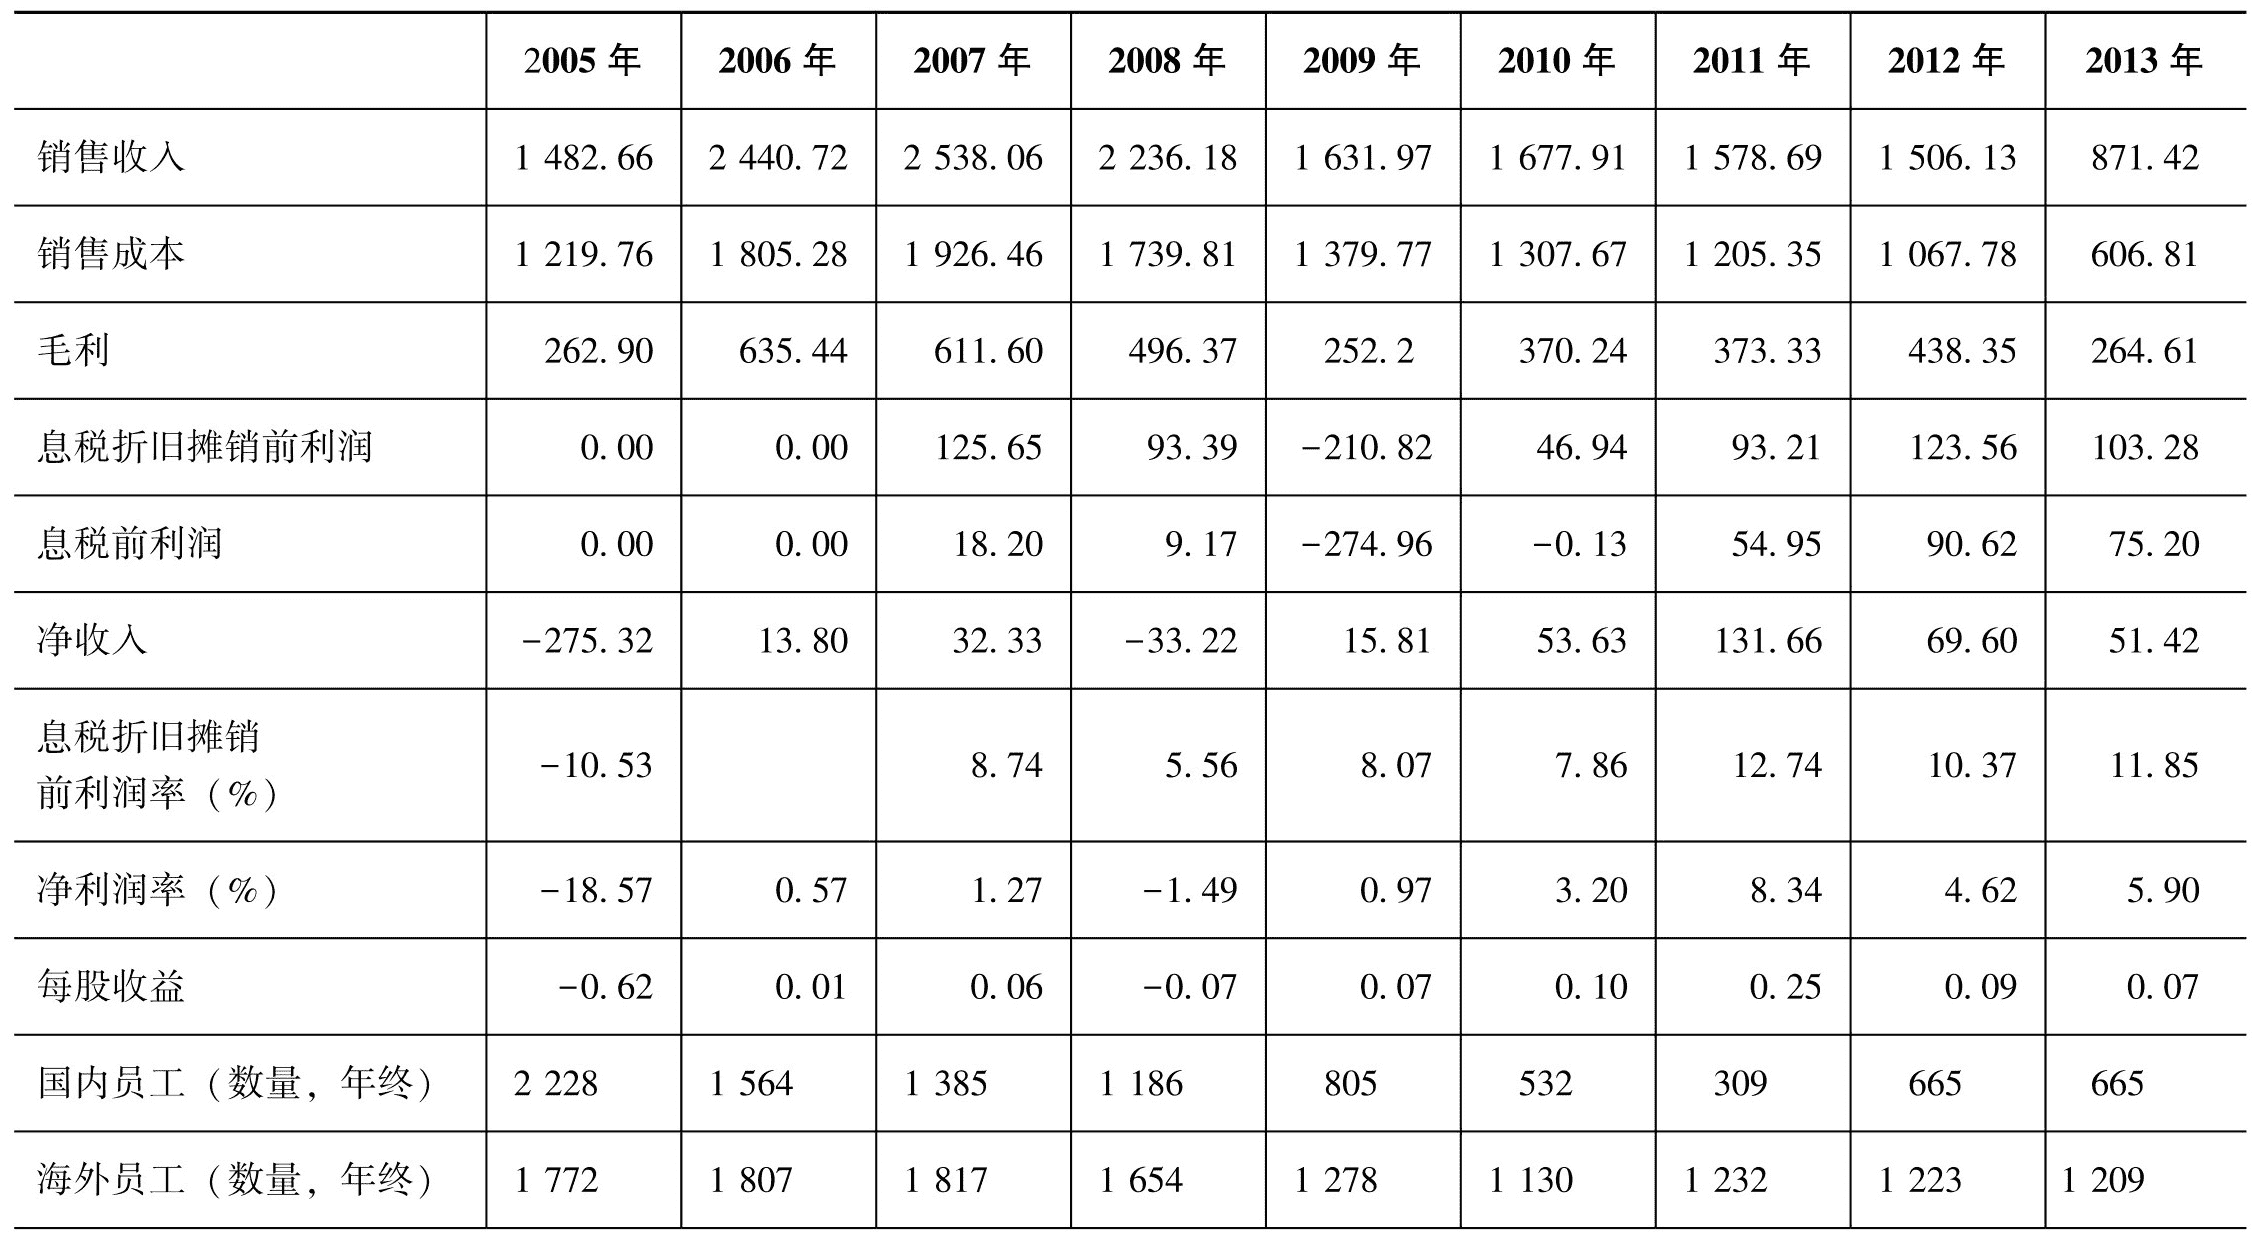 2005 年 2006 年 2007 年 2008 年 2009 年 2010 年 2011 年 2012 年 2013 年
销售收入 1 482.66 2 440.72 2 538.06 2 236.18 1 631.97 1 677.91 1 578.69 1 506.13 871.42
销售成本 1 219.76 1 805.28 1 926.46 1 739.81 1 379.77 1 307.67 1 205.35 1 067.78 606.81
毛利 262.90 635.44 611.60 496.37 252.2 370.24 373.33 438.35 264.61
息税折旧摊销前利润 0.00 0.00 125.65 93.39 -210.82 46.94 93.21 123.56 103.28
息税前利润 0.00 0.00 18.20 9.17 -274.96 -0.13 54.95 90.62 75.20
净收入 -275.32 13.80 32.33 -33.22 15.81 53.63 131.66 69.60 51.42
息税折旧摊销
前利润率（%） -10.53 8.74 5.56 8.07 7.86 12.74 10.37 11.85
净利润率（%） -18.57 0.57 1.27 -1.49 0.97 3.20 8.34 4.62 5.90
每股收益 -0.62 0.01 0.06 -0.07 0.07 0.10 0.25 0.09 0.07
国内员工（数量，年终） 2 228 1 564 1 385 1 186 805 532 309 665 665
海外员工（数量，年终） 1 772 1 807 1 817 1 654 1 278 1 130 1 232 1 223 1 209